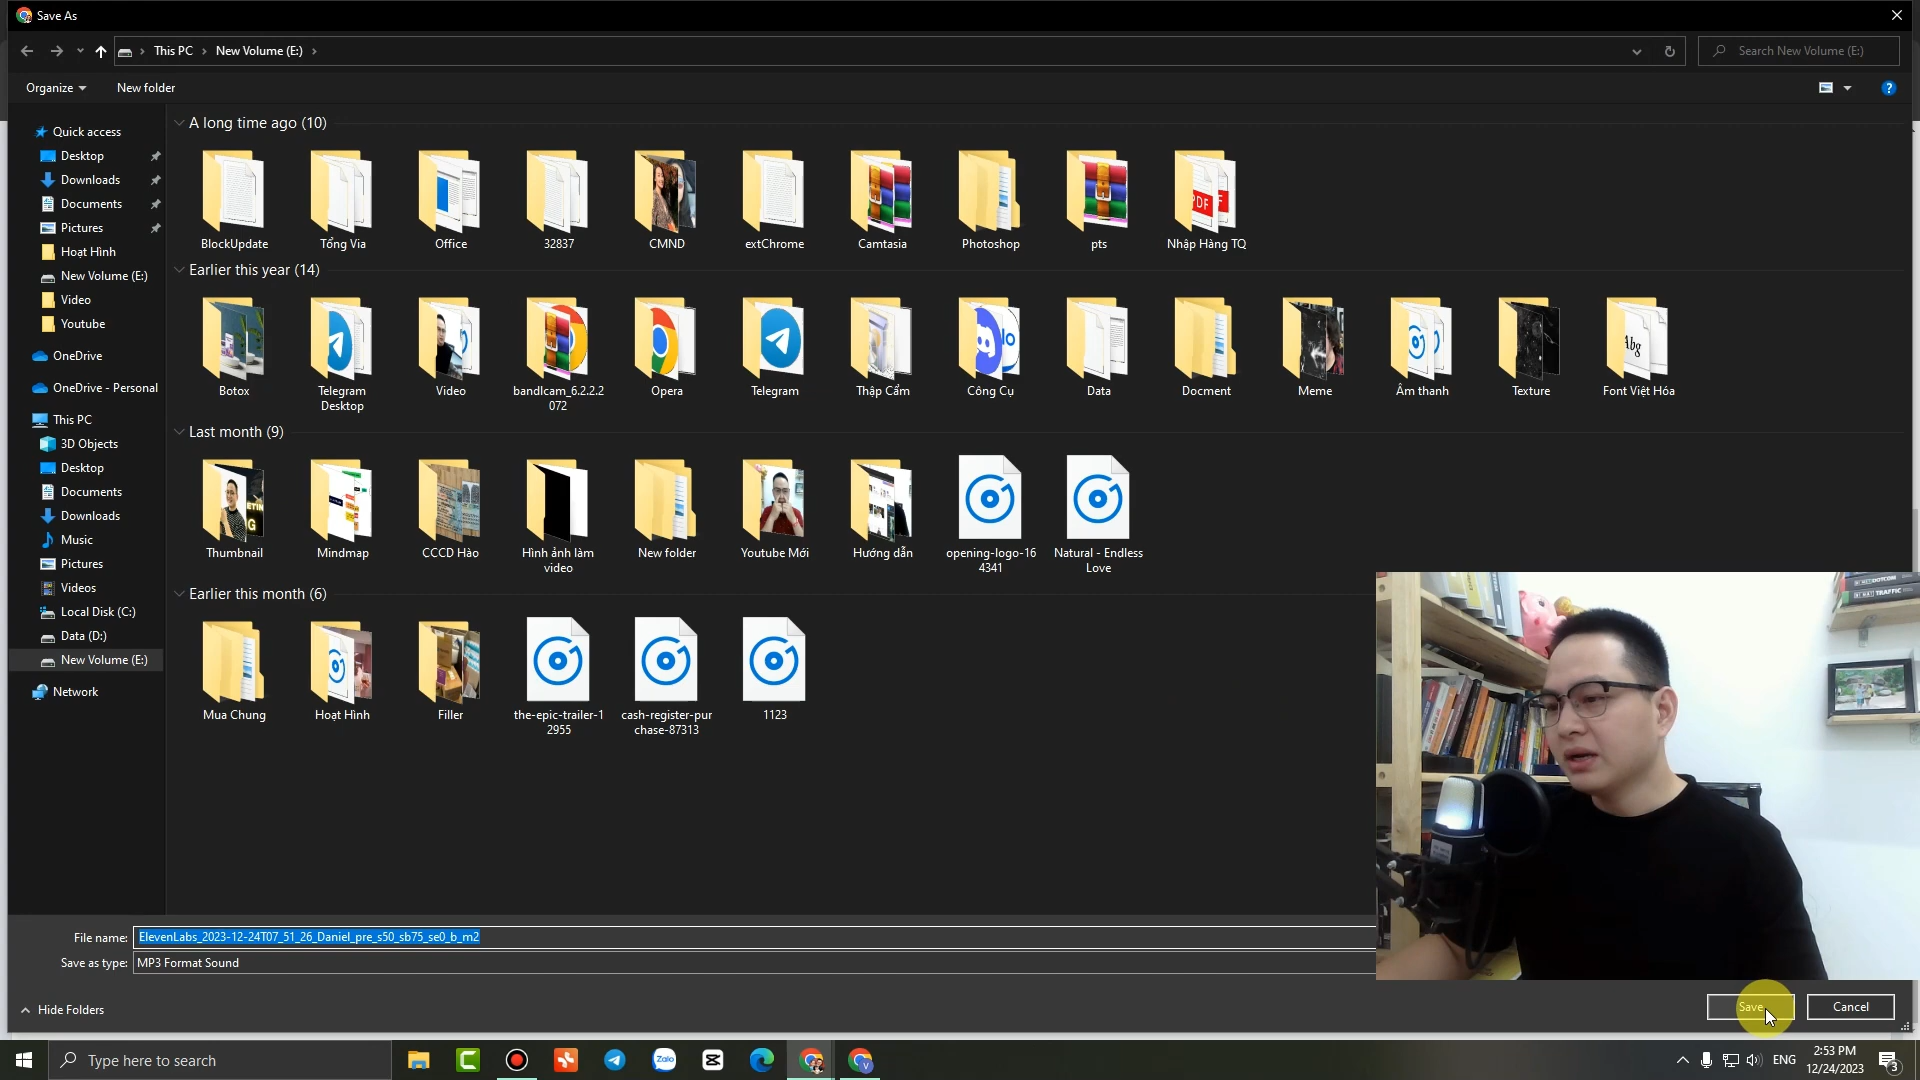 Save As
This PC
New Volume (E:)
Search New Volume (E:)
Organize
New folder
Quick access
Desktop
Downloads
Documents
Pictures
Hoạt Hình
New Volume (E:)
Video
Youtube
OneDrive
OneDrive - Personal
This PC
3D Objects
Desktop
Documents
Downloads
Music
Pictures
Videos
Local Disk (C:)
Data (D:)
New Volume (E:)
Network
A long time ago (10)
BlockUpdate
Tổng Via
Office
32837
CMND
extChrome
Camtasia
Photoshop
pts
Nhập Hàng TQ
Earlier this year (14)
Botox
Telegram
Desktop
Video
bandicam_6.2.2.2
072
Opera
Telegram
Thập Cẩm
Công Cụ
Data
Docment
Meme
Âm thanh
Texture
Abg
Font Việt Hóa
Last month (9)
Thumbnail
Mindmap
CCCD Hào
Hình ảnh làm
video
New folder
Youtube Mới
Hướng dẫn
opening-logo-16
4341
Natural - Endless
Love
Earlier this month (6)
Mua Chung
Hoạt Hình
Filler
the-epic-trailer-1
2955
cash-register-pur
chase-87313
1123
File name:
ElevenLabs_2023-12-24T07_51_26_Daniel_pre_s50_sb75_se0_b_m2
Save as type:
MP3 Format Sound
Hide Folders
Save
Cancel
Type here to search
Zalo
ENG
2:53 PM
12/24/2023
3